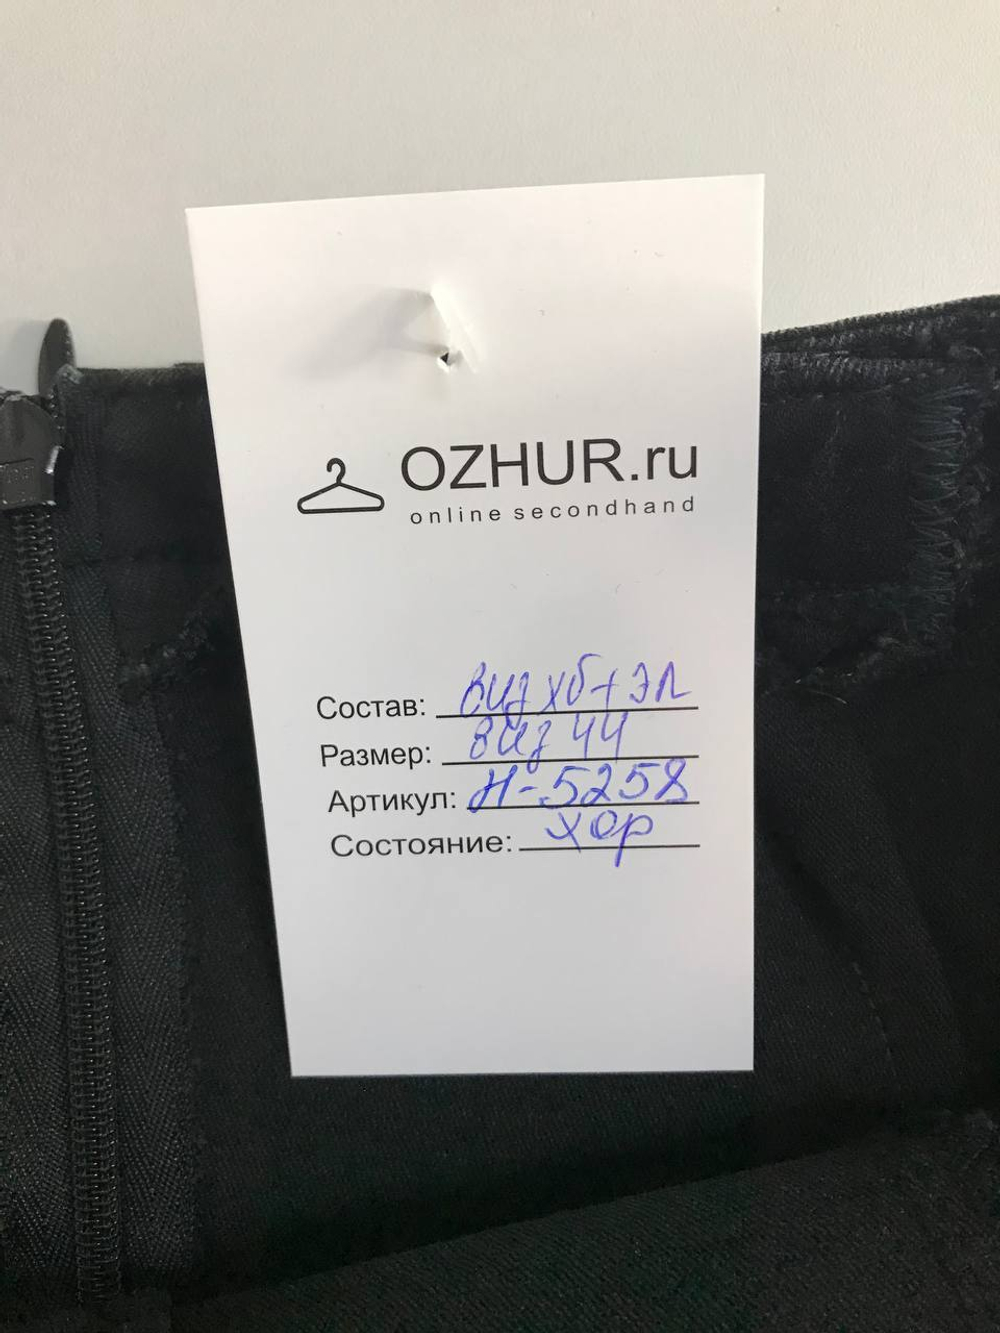 OZHUR.ru
online secondhand
Состав: виз хб+эл
Размер: виз 44
Артикул: Н-5258
Состояние: хор